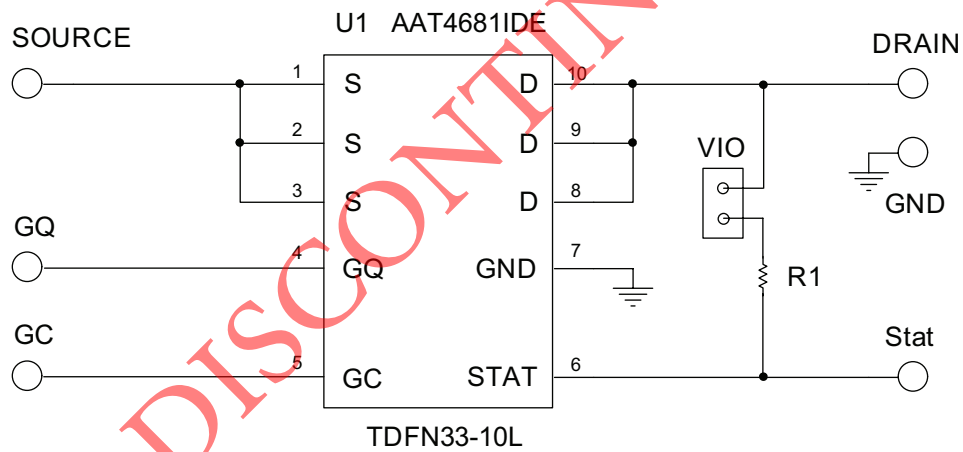 U1 AAT4681IDE
SOURCE
DRAIN
1 S D 10
2 S D 9
VIO
3 S D 8
GND
GQ
4 GQ GND 7
R1
GC
Stat
5 GC STAT 6
TDFN33-10L
DISCONTIN